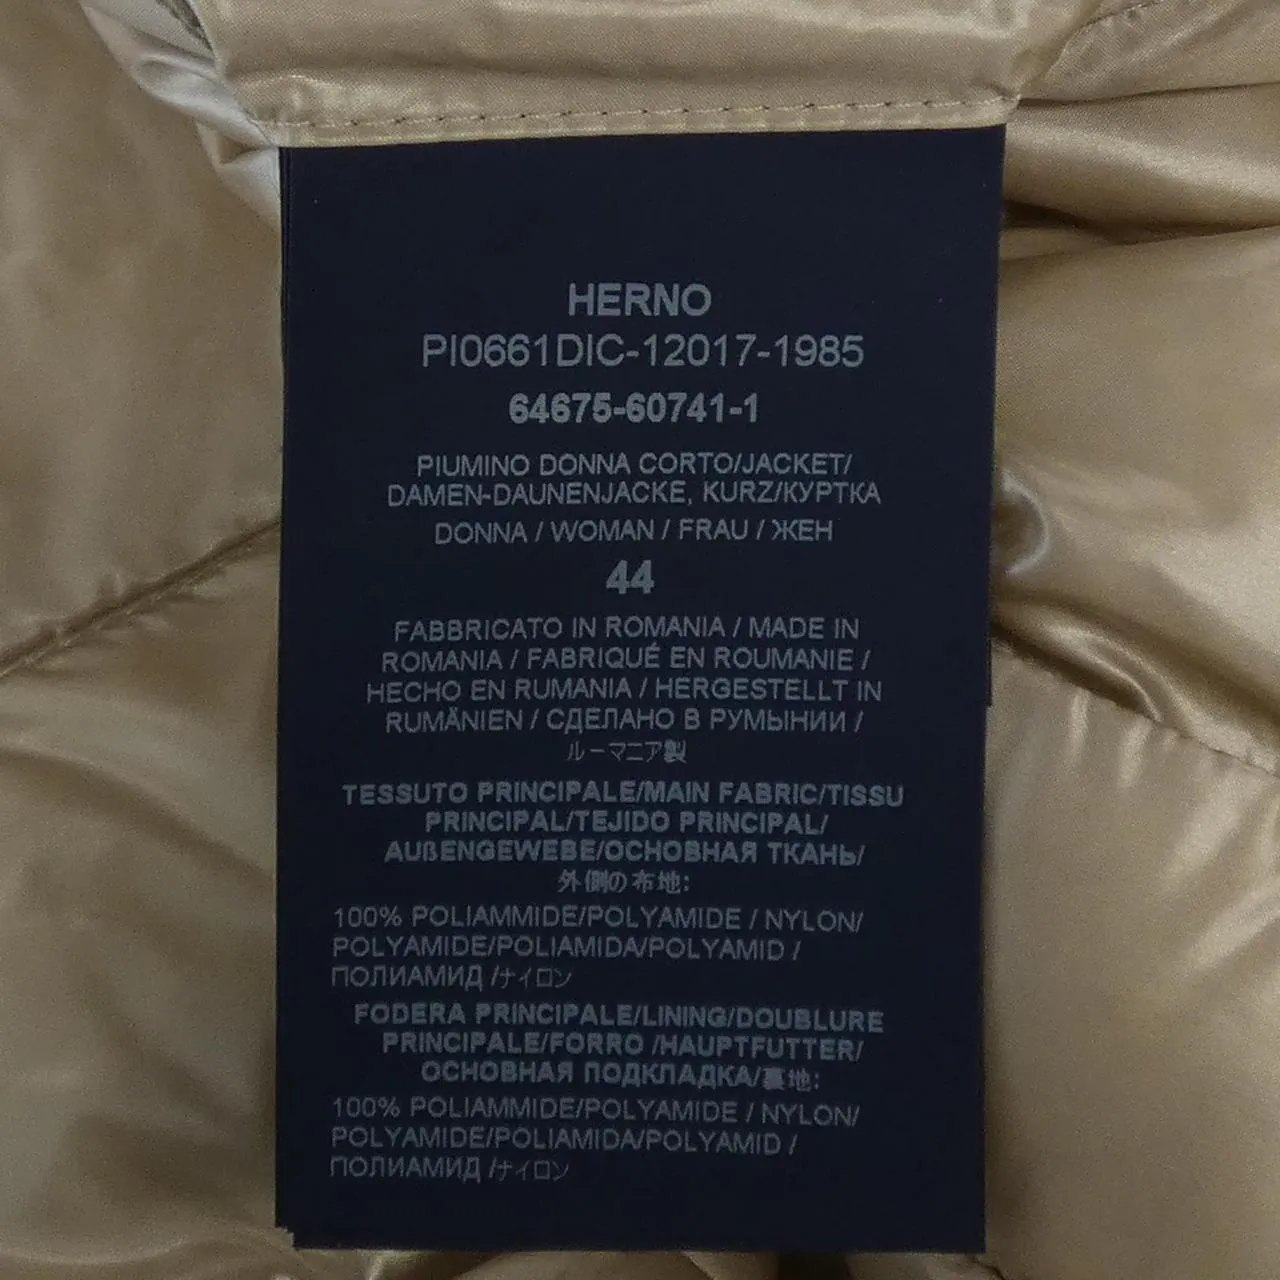 HERNO
PI0661DIC-12017-1985
64675-60741-1
PIUMINO DONNA CORTO/JACKET/
DAMEN-DAUNENJACKE, KURZ/КУРТКА
DONNA / WOMAN / FRAU / ЖЕН
44
FABBRICATO IN ROMANIA / MADE IN
ROMANIA / FABRIQUÉ EN ROUMANIE /
HECHO EN RUMANIA / HERGESTELLT IN
RUMÄNIEN / СДЕЛАНО В РУМЫНИИ /
ルーマニア製
TESSUTO PRINCIPALE/MAIN FABRIC/TISSU
PRINCIPAL/TEJIDO PRINCIPAL/
AUßENGEWEBE/ОСНОВНАЯ ТКАНЬ/
外側の布地:
100% POLIAMMIDE/POLYAMIDE / NYLON/
POLYAMIDE/POLIAMIDA/POLYAMID /
ПОЛИАМИД /ナイロン
FODERA PRINCIPALE/LINING/DOUBLURE
PRINCIPALE/FORRO /HAUPTFUTTER/
ОСНОВНАЯ ПОДКЛАДКА/裏地:
100% POLIAMMIDE/POLYAMIDE / NYLON/
POLYAMIDE/POLIAMIDA/POLYAMID /
ПОЛИАМИД /ナイロン